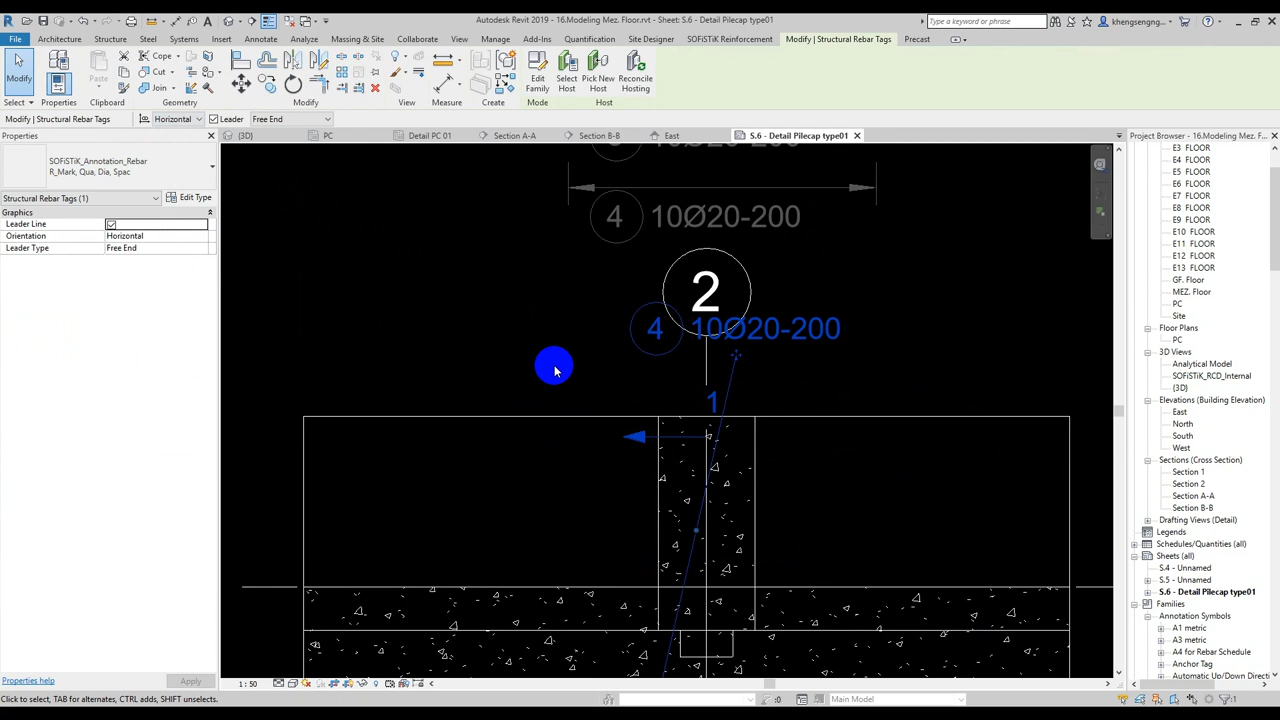 Autodesk Revit 2019 - 16.Modeling Mez. Floor.rvt - Sheet: S.6 - Detail Pilecap type01
Type a keyword or phrase
khengsengng...
File Architecture Structure Steel Systems Insert Annotate Analyze Massing & Site Collaborate View Manage Add-Ins Quantification Site Designer SOFiSTiK Reinforcement Modify | Structural Rebar Tags Precast
Modify
Paste
Cope
Cut
Join
Edit Family
Select Host
Pick New Host
Reconcile Hosting
Select Properties Clipboard Geometry Modify View Measure Create Mode Host
Modify | Structural Rebar Tags
Horizontal
Leader
Free End
Properties
{3D}
PC
Detail PC 01
Section A-A
Section B-B
East
S.6 - Detail Pilecap type01
Project Browser - 16.Modeling Mez. F...
SOFiSTiK_Annotation_Rebar
R_Mark, Qua, Dia, Spac
Structural Rebar Tags (1)
Edit Type
Graphics
Leader Line
Orientation Horizontal
Leader Type Free End
4 10Ø20-200
2
4 10Ø20-200
1
E3 FLOOR
E4 FLOOR
E5 FLOOR
E6 FLOOR
E7 FLOOR
E8 FLOOR
E9 FLOOR
E10 FLOOR
E11 FLOOR
E12 FLOOR
E13 FLOOR
GF. Floor
MEZ. Floor
PC
Site
Floor Plans
PC
3D Views
Analytical Model
SOFiSTiK_RCD_Internal
{3D}
Elevations (Building Elevation)
East
North
South
West
Sections (Cross Section)
Section 1
Section 2
Section A-A
Section B-B
Drafting Views (Detail)
Legends
Schedules/Quantities (all)
Sheets (all)
S.4 - Unnamed
S.5 - Unnamed
S.6 - Detail Pilecap type01
Families
Annotation Symbols
A1 metric
A3 metric
A4 for Rebar Schedule
Anchor Tag
Automatic Up/Down Direc
Properties help
Apply
1 : 50
Click to select, TAB for alternates, CTRL adds, SHIFT unselects.
:0
Main Model
:1